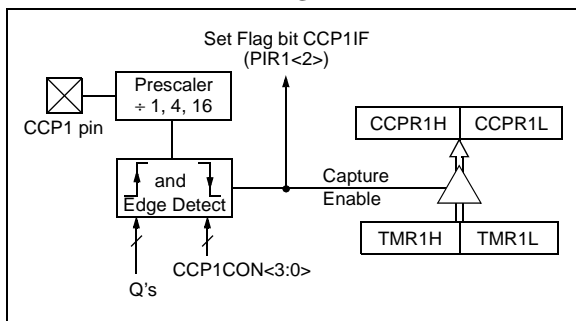 Set Flag bit CCP1IF
(PIR1<2>)
Prescaler
÷ 1, 4, 16
CCP1 pin
CCPR1H CCPR1L
and
Edge Detect
Capture
Enable
TMR1H TMR1L
CCP1CON<3:0>
Q's